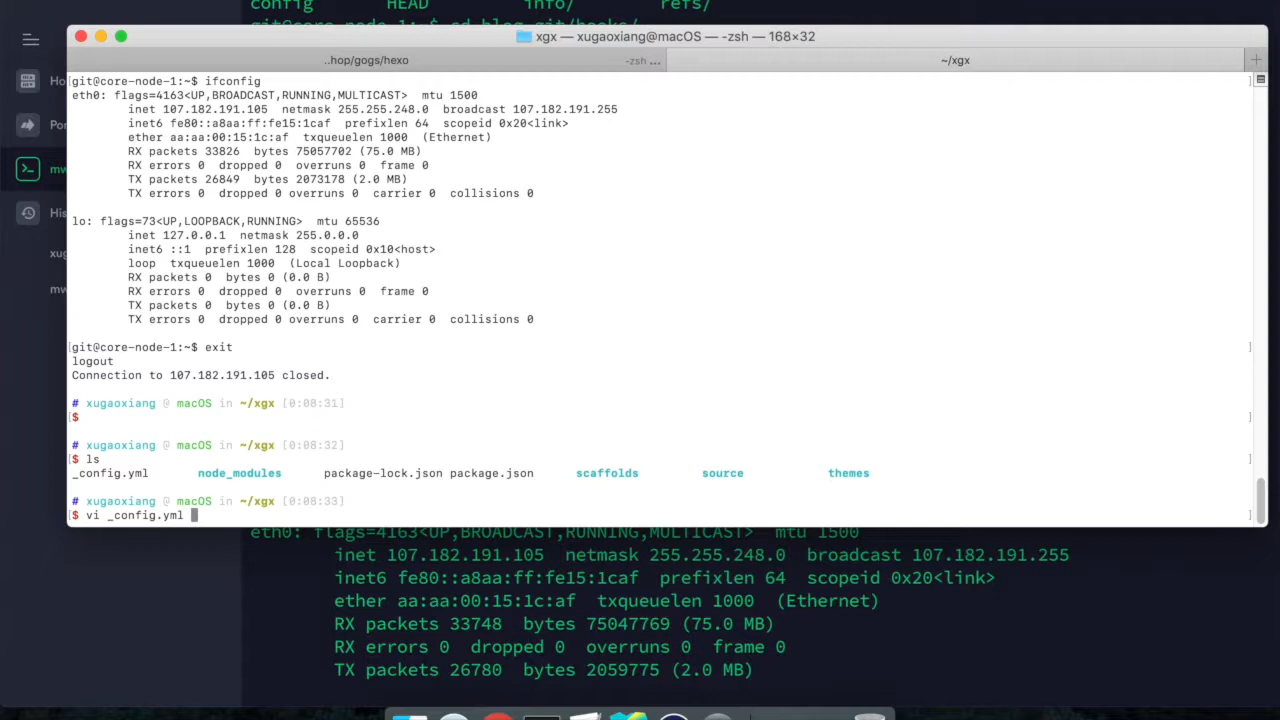 config HEAD info/ refs/
xgx — xugaoxiang@macOS — -zsh — 168×32
..hop/gogs/hexo -zsh ... ~/xgx
[git@core-node-1:~$ ifconfig ]
eth0: flags=4163<UP,BROADCAST,RUNNING,MULTICAST> mtu 1500
inet 107.182.191.105 netmask 255.255.248.0 broadcast 107.182.191.255
inet6 fe80::a8aa:ff:fe15:1caf prefixlen 64 scopeid 0x20<link>
ether aa:aa:00:15:1c:af txqueuelen 1000 (Ethernet)
RX packets 33826 bytes 75057702 (75.0 MB)
RX errors 0 dropped 0 overruns 0 frame 0
TX packets 26849 bytes 2073178 (2.0 MB)
TX errors 0 dropped 0 overruns 0 carrier 0 collisions 0
lo: flags=73<UP,LOOPBACK,RUNNING> mtu 65536
inet 127.0.0.1 netmask 255.0.0.0
inet6 ::1 prefixlen 128 scopeid 0x10<host>
loop txqueuelen 1000 (Local Loopback)
RX packets 0 bytes 0 (0.0 B)
RX errors 0 dropped 0 overruns 0 frame 0
TX packets 0 bytes 0 (0.0 B)
TX errors 0 dropped 0 overruns 0 carrier 0 collisions 0
[git@core-node-1:~$ exit ]
logout
Connection to 107.182.191.105 closed.
# xugaoxiang @ macOS in ~/xgx [0:08:31]
[$ ]
# xugaoxiang @ macOS in ~/xgx [0:08:32]
[$ ls ]
_config.yml node_modules package-lock.json package.json scaffolds source themes
# xugaoxiang @ macOS in ~/xgx [0:08:33]
[$ vi _config.yml ]
Ho
Por
mw
His
xug
mw
eth0: flags=4163<UP,BROADCAST,RUNNING,MULTICAST> mtu 1500
inet 107.182.191.105 netmask 255.255.248.0 broadcast 107.182.191.255
inet6 fe80::a8aa:ff:fe15:1caf prefixlen 64 scopeid 0x20<link>
ether aa:aa:00:15:1c:af txqueuelen 1000 (Ethernet)
RX packets 33748 bytes 75047769 (75.0 MB)
RX errors 0 dropped 0 overruns 0 frame 0
TX packets 26780 bytes 2059775 (2.0 MB)